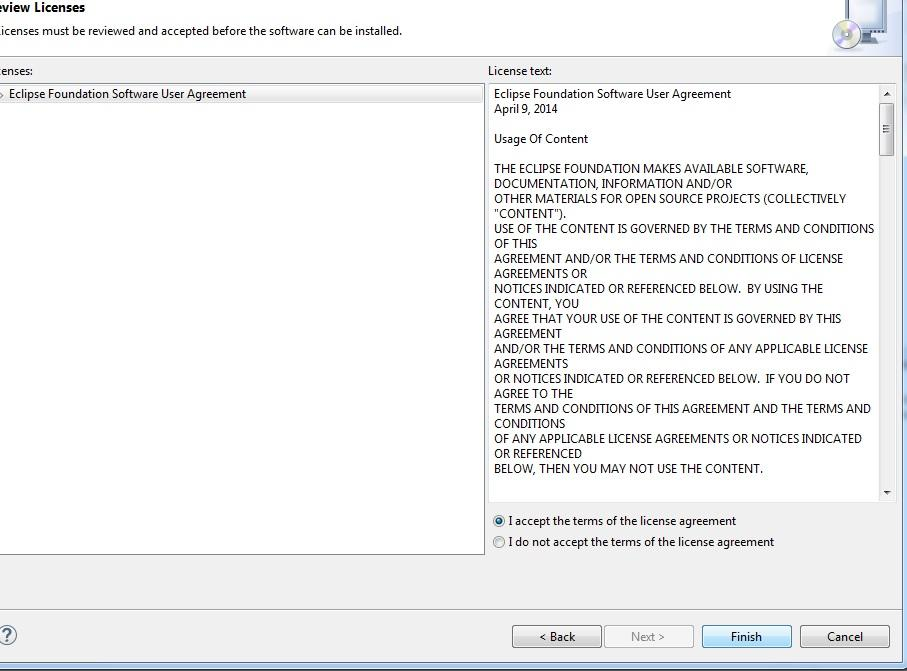 eview Licenses
icenses must be reviewed and accepted before the software can be installed.
enses:
Eclipse Foundation Software User Agreement
License text:
Eclipse Foundation Software User Agreement
April 9, 2014
Usage Of Content
THE ECLIPSE FOUNDATION MAKES AVAILABLE SOFTWARE,
DOCUMENTATION, INFORMATION AND/OR
OTHER MATERIALS FOR OPEN SOURCE PROJECTS (COLLECTIVELY
"CONTENT").
USE OF THE CONTENT IS GOVERNED BY THE TERMS AND CONDITIONS
OF THIS
AGREEMENT AND/OR THE TERMS AND CONDITIONS OF LICENSE
AGREEMENTS OR
NOTICES INDICATED OR REFERENCED BELOW.  BY USING THE
CONTENT, YOU
AGREE THAT YOUR USE OF THE CONTENT IS GOVERNED BY THIS
AGREEMENT
AND/OR THE TERMS AND CONDITIONS OF ANY APPLICABLE LICENSE
AGREEMENTS
OR NOTICES INDICATED OR REFERENCED BELOW.  IF YOU DO NOT
AGREE TO THE
TERMS AND CONDITIONS OF THIS AGREEMENT AND THE TERMS AND
CONDITIONS
OF ANY APPLICABLE LICENSE AGREEMENTS OR NOTICES INDICATED
OR REFERENCED
BELOW, THEN YOU MAY NOT USE THE CONTENT.
I accept the terms of the license agreement
I do not accept the terms of the license agreement
?
< Back
Next >
Finish
Cancel